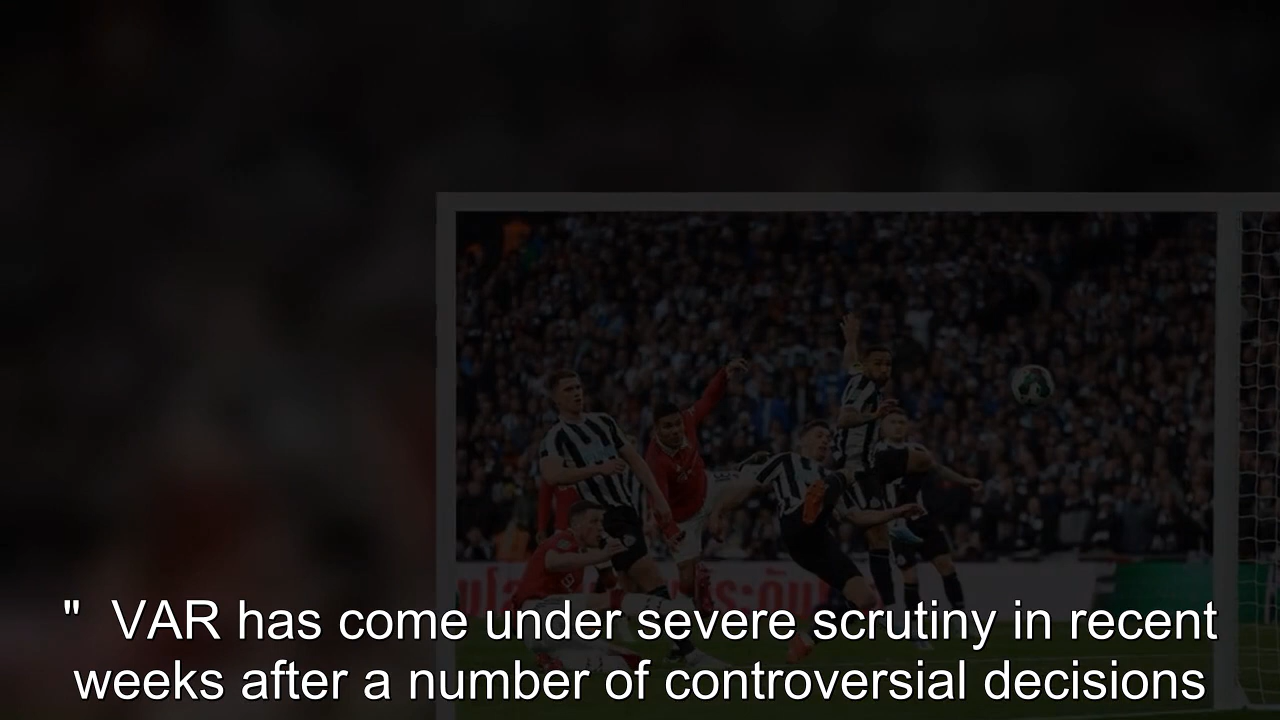 "  VAR has come under severe scrutiny in recent
weeks after a number of controversial decisions